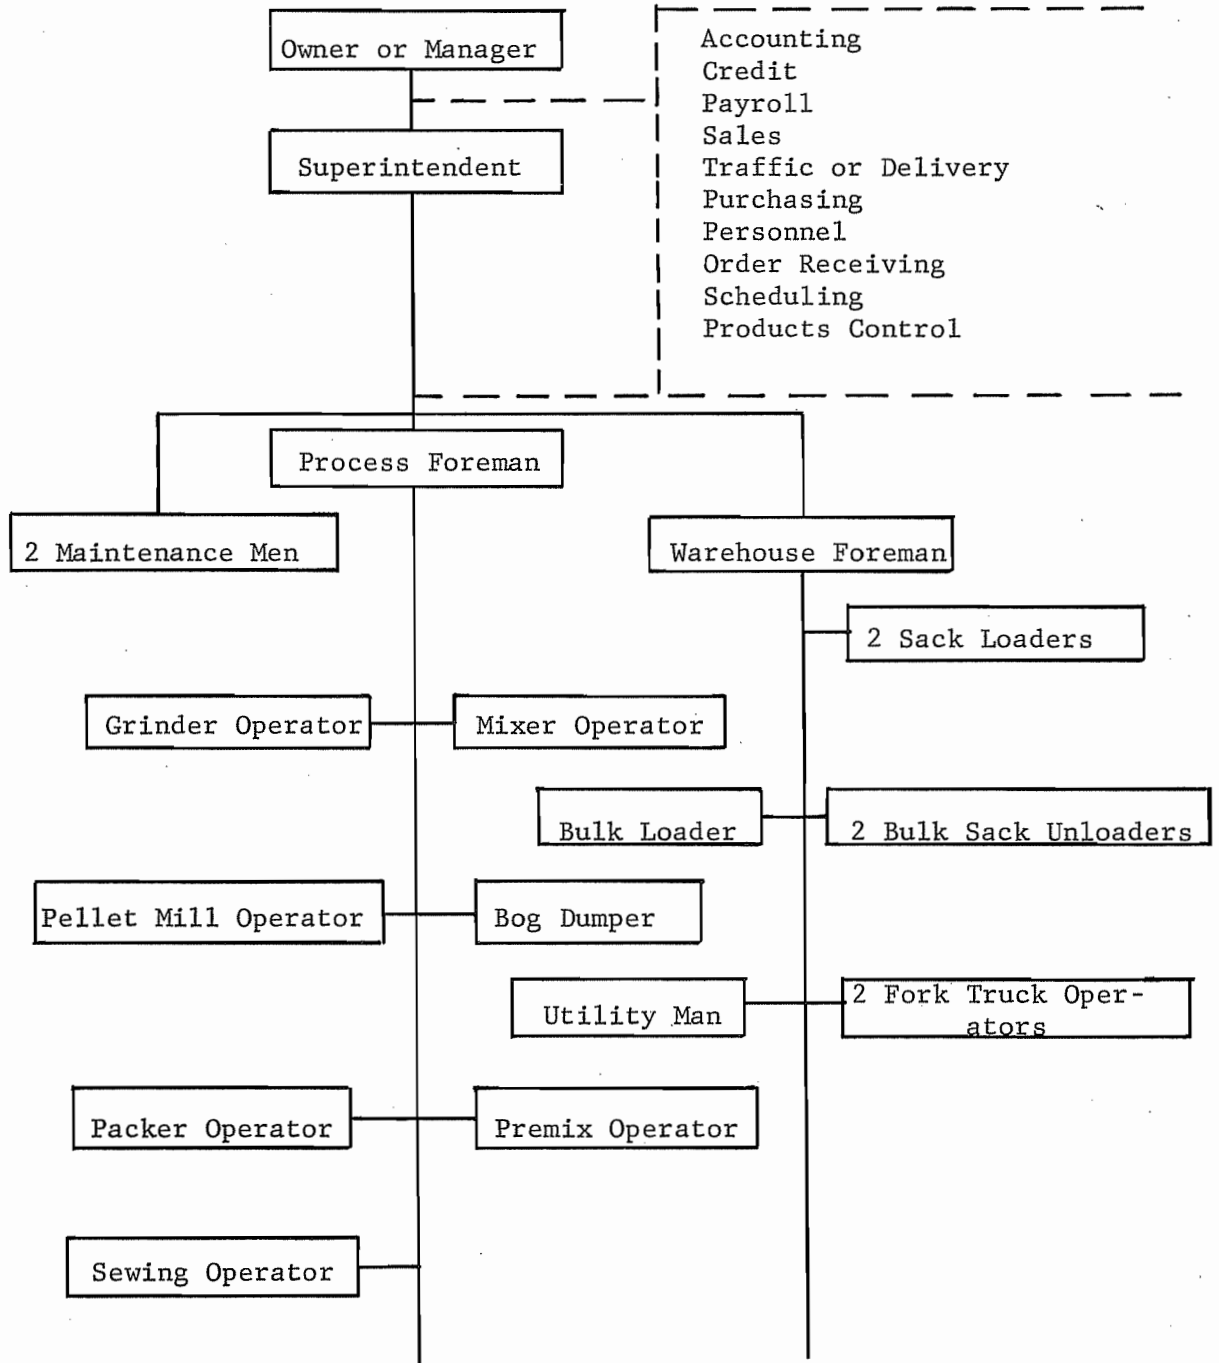 Owner or Manager
Accounting
Credit
Payroll
Sales
Traffic or Delivery
Purchasing
Personnel
Order Receiving
Scheduling
Products Control
Superintendent
Process Foreman
2 Maintenance Men
Warehouse Foreman
2 Sack Loaders
Grinder Operator
Mixer Operator
Bulk Loader
2 Bulk Sack Unloaders
Pellet Mill Operator
Bog Dumper
Utility Man
2 Fork Truck Oper-
ators
Packer Operator
Premix Operator
Sewing Operator